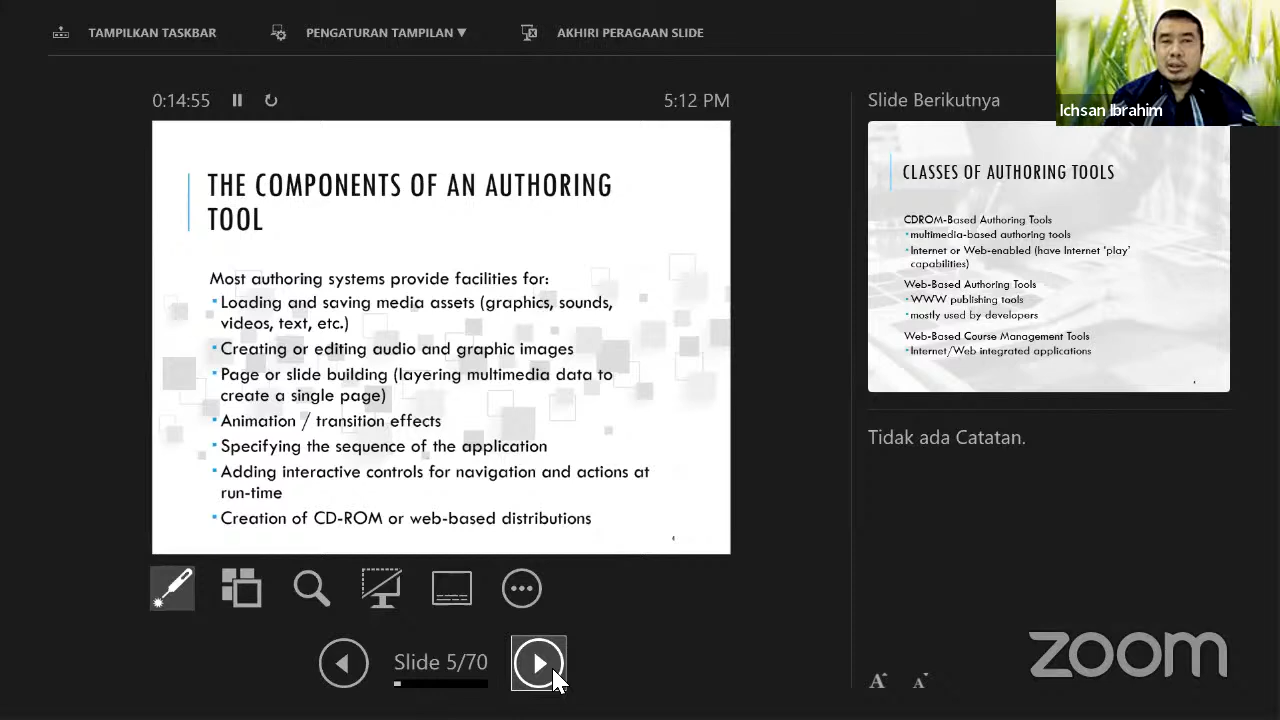 TAMPILKAN TASKBAR
PENGATURAN TAMPILAN ▼
AKHIRI PERAGAAN SLIDE
Ichsan Ibrahim
0:14:55
5:12 PM
THE COMPONENTS OF AN AUTHORING
TOOL
Most authoring systems provide facilities for:
▪Loading and saving media assets (graphics, sounds,
videos, text, etc.)
▪Creating or editing audio and graphic images
▪Page or slide building (layering multimedia data to
create a single page)
▪Animation / transition effects
▪Specifying the sequence of the application
▪Adding interactive controls for navigation and actions at
run-time
▪Creation of CD-ROM or web-based distributions
Slide 5/70
Slide Berikutnya
CLASSES OF AUTHORING TOOLS
CDROM-Based Authoring Tools
▪multimedia-based authoring tools
▪Internet or Web-enabled (have Internet 'play'
capabilities)
Web-Based Authoring Tools
▪WWW publishing tools
▪mostly used by developers
Web-Based Course Management Tools
▪Internet/Web integrated applications
Tidak ada Catatan.
A A
zoom